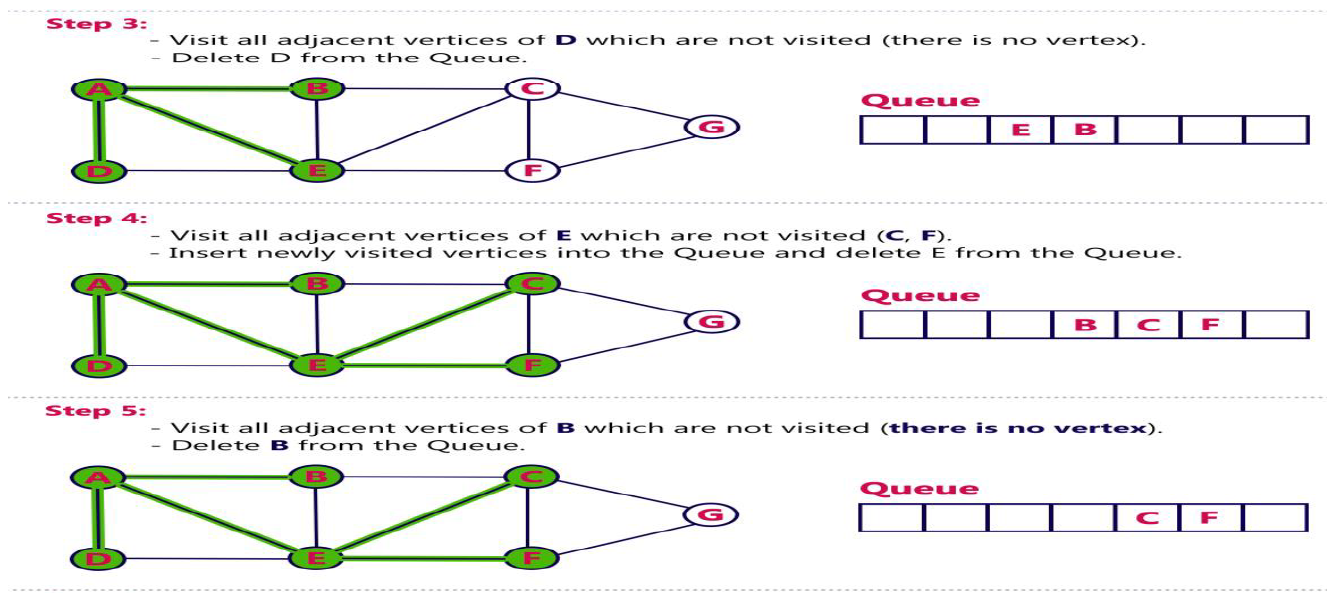 Step 3:
- Visit all adjacent vertices of D which are not visited (there is no vertex).
- Delete D from the Queue.
A B C
Queue
G
E B
D E F
Step 4:
- Visit all adjacent vertices of E which are not visited (C, F).
- Insert newly visited vertices into the Queue and delete E from the Queue.
A B C
Queue
G
B C F
D E F
Step 5:
- Visit all adjacent vertices of B which are not visited (there is no vertex).
- Delete B from the Queue.
A B C
Queue
G
C F
D E F